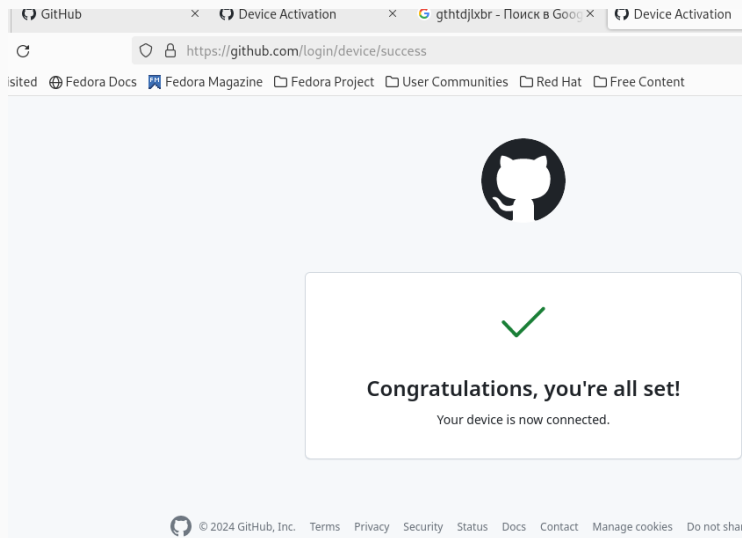 GitHub Device Activation gthtdjlxbr - Поиск в Goog Device Activation
https://github.com/login/device/success
isited Fedora Docs Fedora Magazine Fedora Project User Communities Red Hat Free Content
Congratulations, you're all set!
Your device is now connected.
© 2024 GitHub, Inc. Terms Privacy Security Status Docs Contact Manage cookies Do not shar